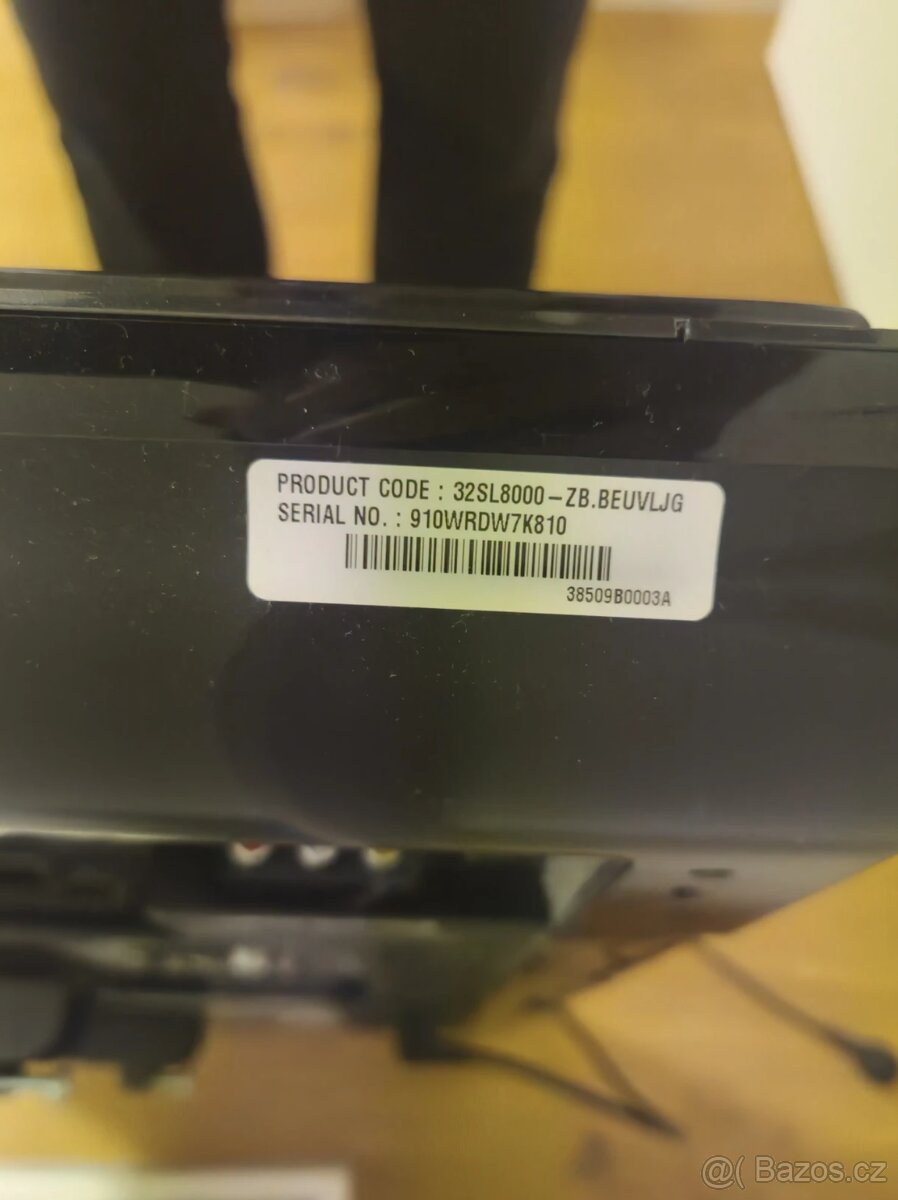 PRODUCT CODE : 32SL8000-ZB.BEUVLJG
SERIAL NO. : 910WRDW7K810
38509B0003A
@( Bazos.cz